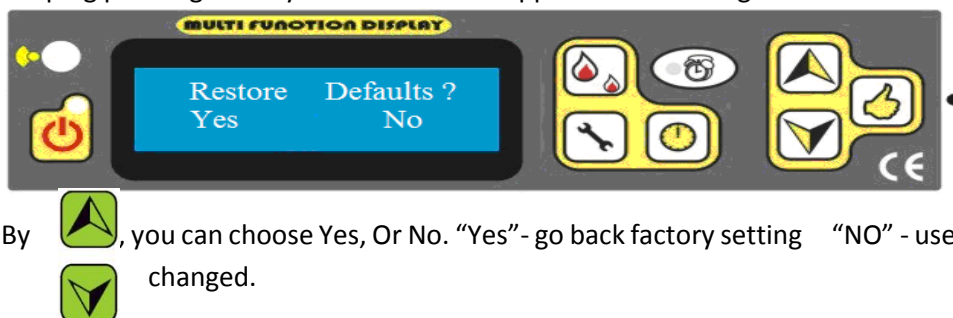 MULTI FUNOTION DISPLAY
Restore Defaults ?
Yes No
CE
By , you can choose Yes, Or No. “Yes”- go back factory setting “NO” - use
changed.